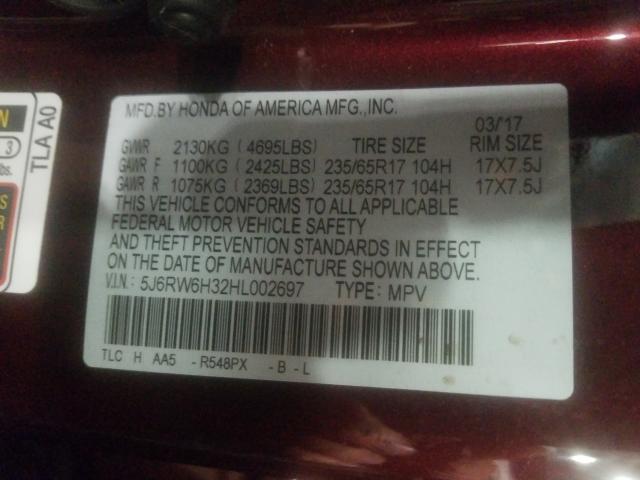 MFD.BY HONDA OF AMERICA MFG.,INC.
03/'17
GVWR 2130KG (4695LBS) TIRE SIZE RIM SIZE
GAWR F 1100KG (2425LBS) 235/65R17 104H 17X7.5J
GAWR R 1075KG (2369LBS) 235/65R17 104H 17X7.5J
THIS VEHICLE CONFORMS TO ALL APPLICABLE
FEDERAL MOTOR VEHICLE SAFETY
AND THEFT PREVENTION STANDARDS IN EFFECT
ON THE DATE OF MANUFACTURE SHOWN ABOVE.
V.I.N.: 5J6RW6H32HL002697 TYPE: MPV
TLC H AA5 -R548PX -B -L
TLA A0
N
3
bs.
S
R